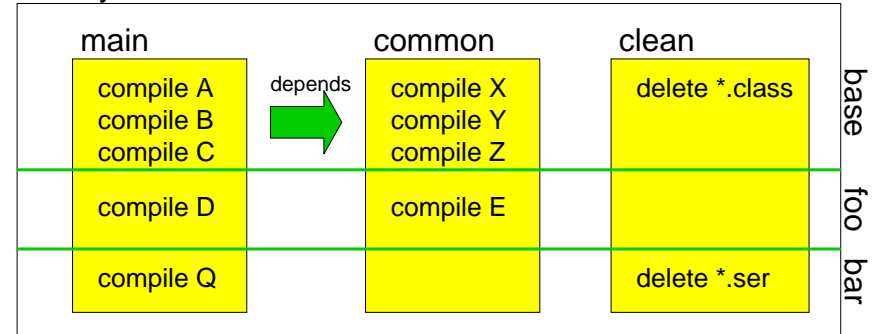 main common clean
compile A depends compile X delete *.class
compile B compile Y
compile C compile Z
base
compile D compile E
foo
compile Q delete *.ser
bar